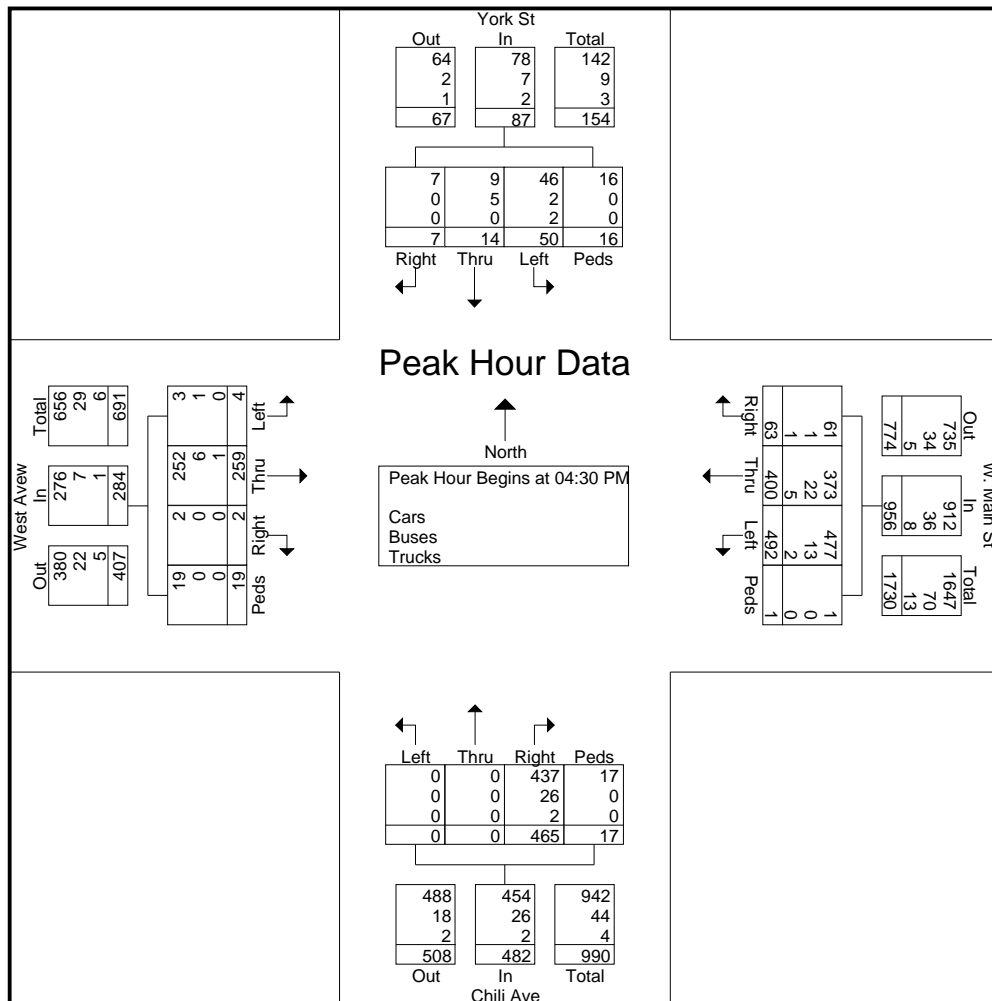 York St
Out In Total
64 78 142
2 7 9
1 2 3
67 87 154
7 9 46 16
0 5 2 0
0 0 2 0
7 14 50 16
Right Thru Left Peds
Peak Hour Data
North
Peak Hour Begins at 04:30 PM
Cars
Buses
Trucks
West Avew
Total In Out
656 276 380
29 7 22
6 1 5
691 284 407
3 252 2 19
1 6 0 0
0 1 0 0
4 259 2 19
Left Thru Right Peds
Right Thru Left Peds
63 400 492 1
1 5 2 0
1 22 13 0
61 373 477 1
774 956 1730
5 8 13
34 36 70
735 912 1647
Out In Total
W. Main St
Left Thru Right Peds
0 0 437 17
0 0 26 0
0 0 2 0
0 0 465 17
488 454 942
18 26 44
2 2 4
508 482 990
Out In Total
Chili Ave